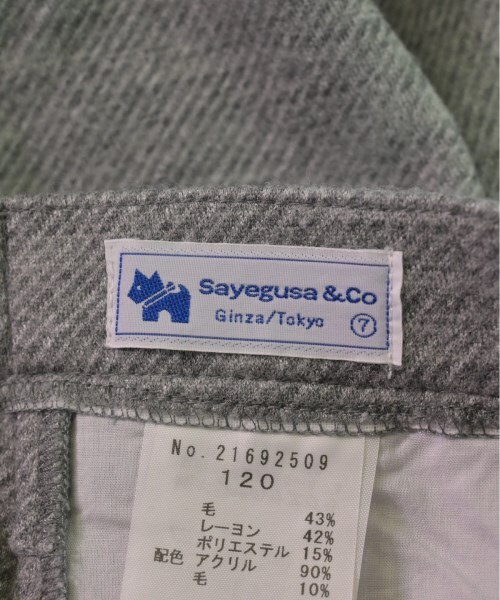 Sayegusa &Co
Ginza/Tokyo ⑦
No. 21692509
120
毛 43%
レーヨン 42%
ポリエステル 15%
配色 アクリル 90%
毛 10%